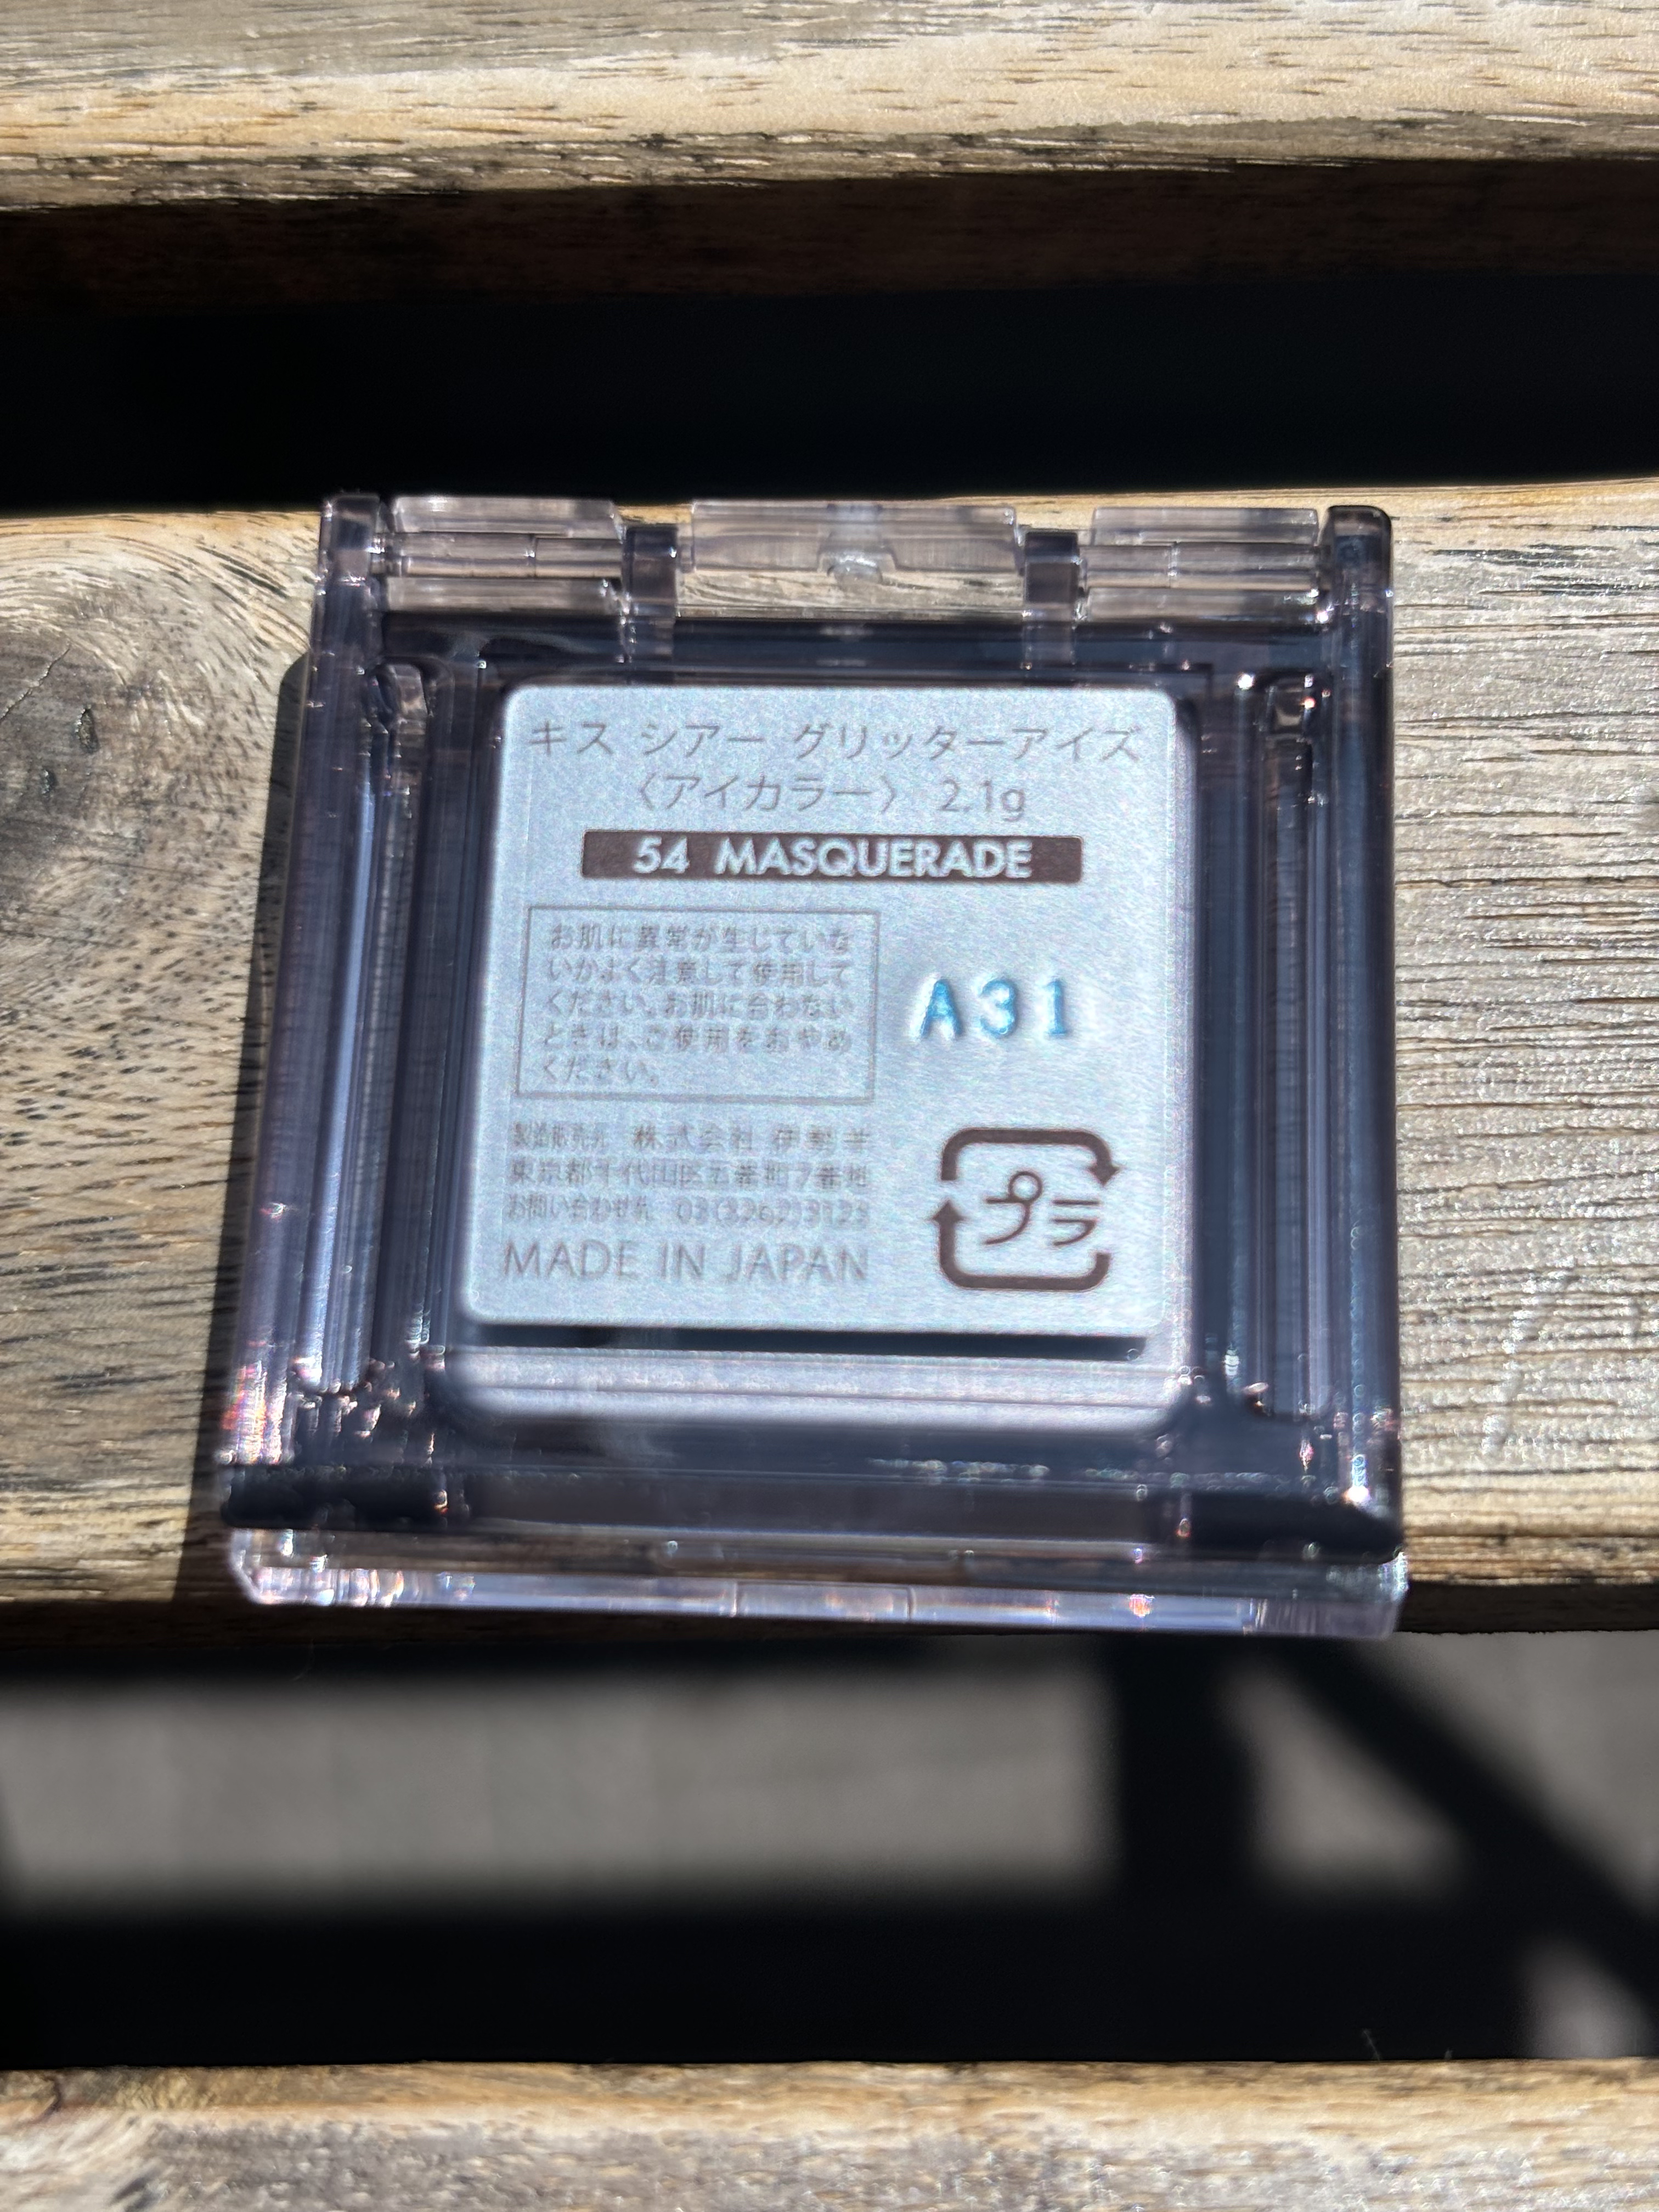 キス シアー グリッターアイズ
〈アイカラー〉 2.1g
54 MASQUERADE
お肌に異常が生じていな
いかよく注意して使用して
ください。お肌に合わない
ときは、ご使用をおやめ
ください。
A31
製造販売元 株式会社 伊勢半
東京都千代田区五番町7番地
お問い合わせ先 03(3262)3123
プラ
MADE IN JAPAN